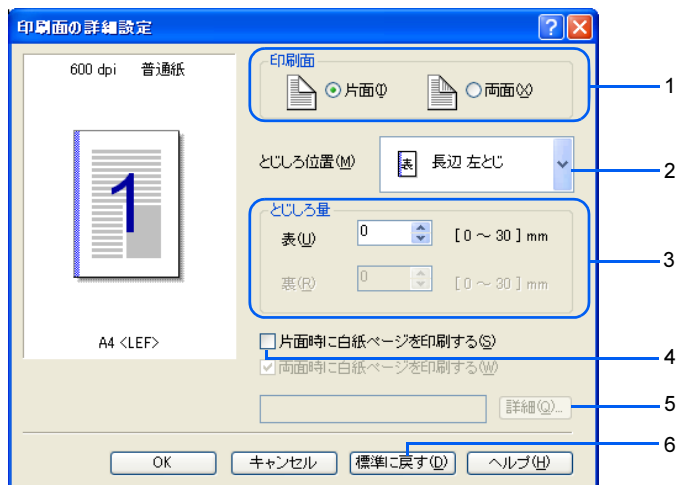 印刷面の詳細設定
600 dpi 普通紙
1
A4 <LEF>
印刷面
片面(I) 両面(X)
1
とじしろ位置(M) 表 長辺 左とじ
2
とじしろ量
表(U) 0 [0~30] mm
裏(R) 0 [0~30] mm
3
片面時に白紙ページを印刷する(S)
4
両面時に白紙ページを印刷する(W)
詳細(Q)...
5
6
OK キャンセル 標準に戻す(D) ヘルプ(H)